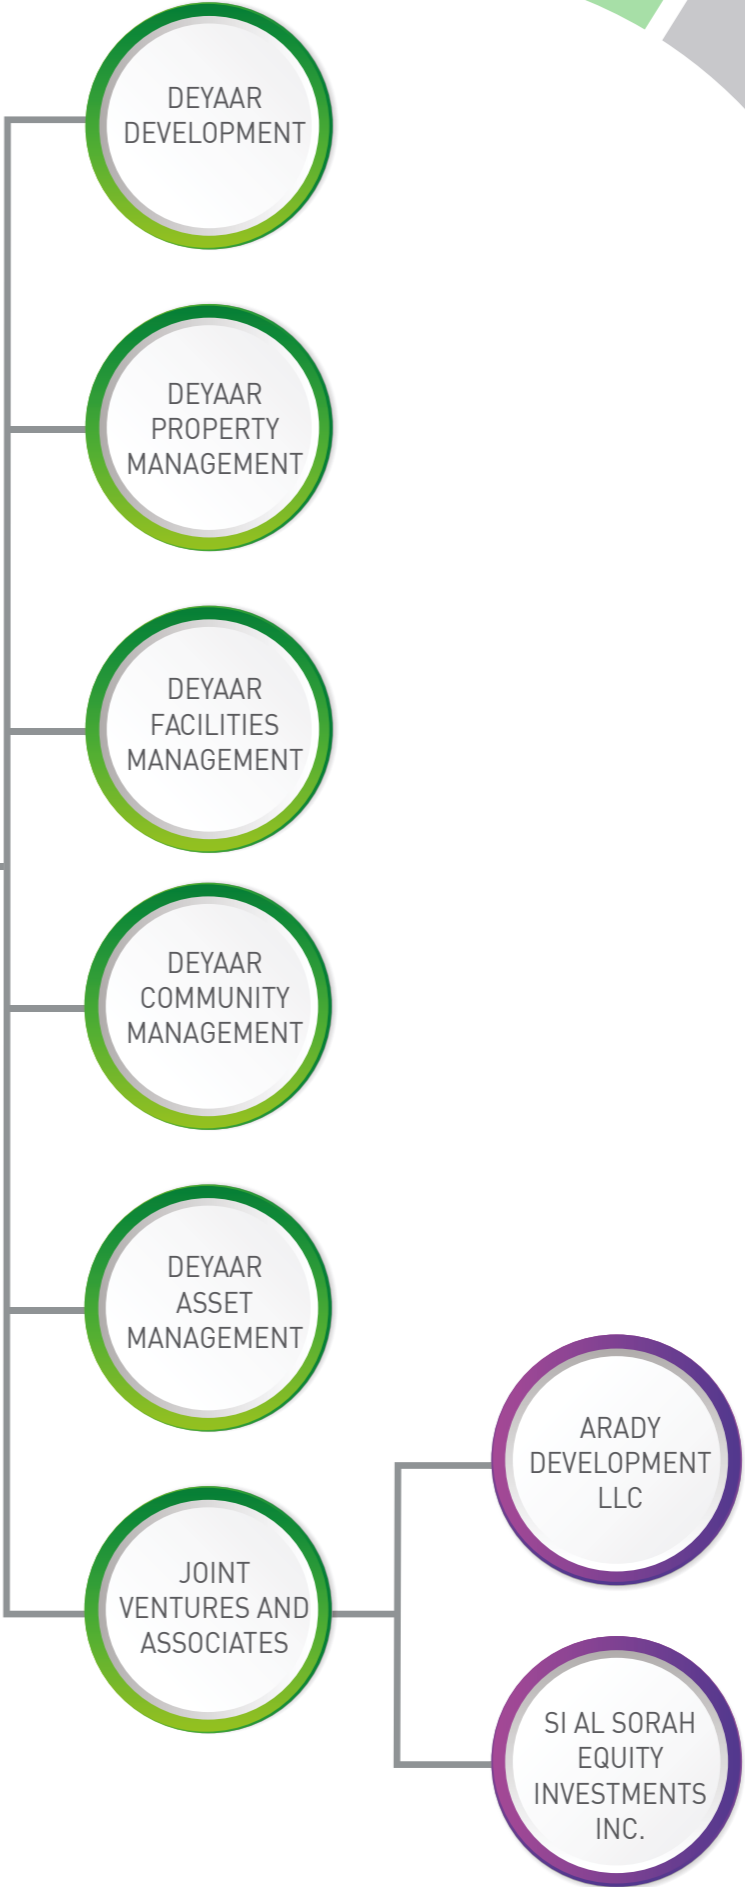 DEYAAR
DEVELOPMENT
DEYAAR
PROPERTY
MANAGEMENT
DEYAAR
FACILITIES
MANAGEMENT
DEYAAR
COMMUNITY
MANAGEMENT
DEYAAR
ASSET
MANAGEMENT
JOINT
VENTURES AND
ASSOCIATES
ARADY
DEVELOPMENT
LLC
SI AL SORAH
EQUITY
INVESTMENTS
INC.